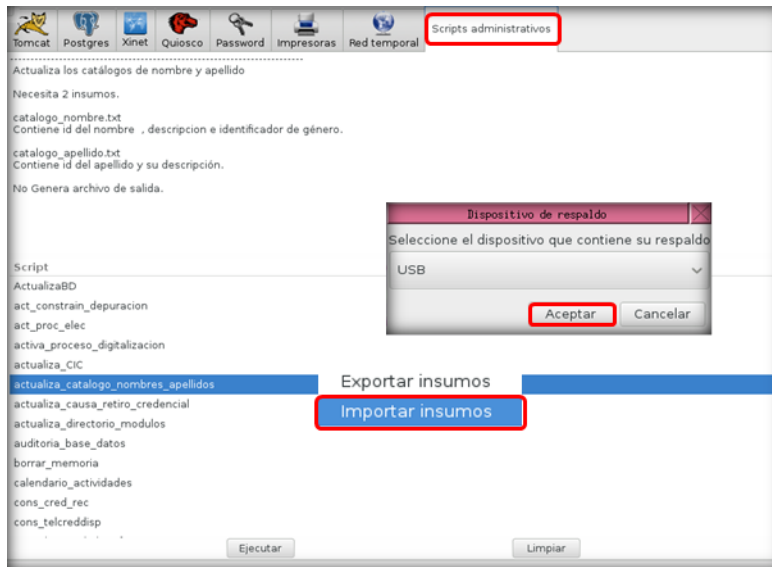 Tomcat Postgres Xinet Quiosco Password Impresoras Red temporal Scripts administrativos
Actualiza los catálogos de nombre y apellido
Necesita 2 insumos.
catalogo_nombre.txt
Contiene id del nombre , descripcion e identificador de género.
catalogo_apellido.txt
Contiene id del apellido y su descripción.
No Genera archivo de salida.
Dispositivo de respaldo
Seleccione el dispositivo que contiene su respaldo
USB
Aceptar Cancelar
Script
ActualizaBD
act_constrain_depuracion
act_proc_elec
activa_proceso_digitalizacion
actualiza_CIC
actualiza_catalogo_nombres_apellidos
Exportar insumos
Importar insumos
actualiza_causa_retiro_credencial
actualiza_directorio_modulos
auditoria_base_datos
borrar_memoria
calendario_actividades
cons_cred_rec
cons_telcreddisp
Ejecutar Limpiar